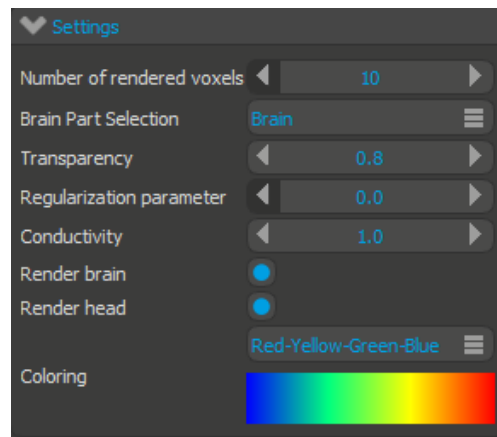 Settings
Number of rendered voxels 10
Brain Part Selection Brain
Transparency 0.8
Regularization parameter 0.0
Conductivity 1.0
Render brain
Render head
Red-Yellow-Green-Blue
Coloring